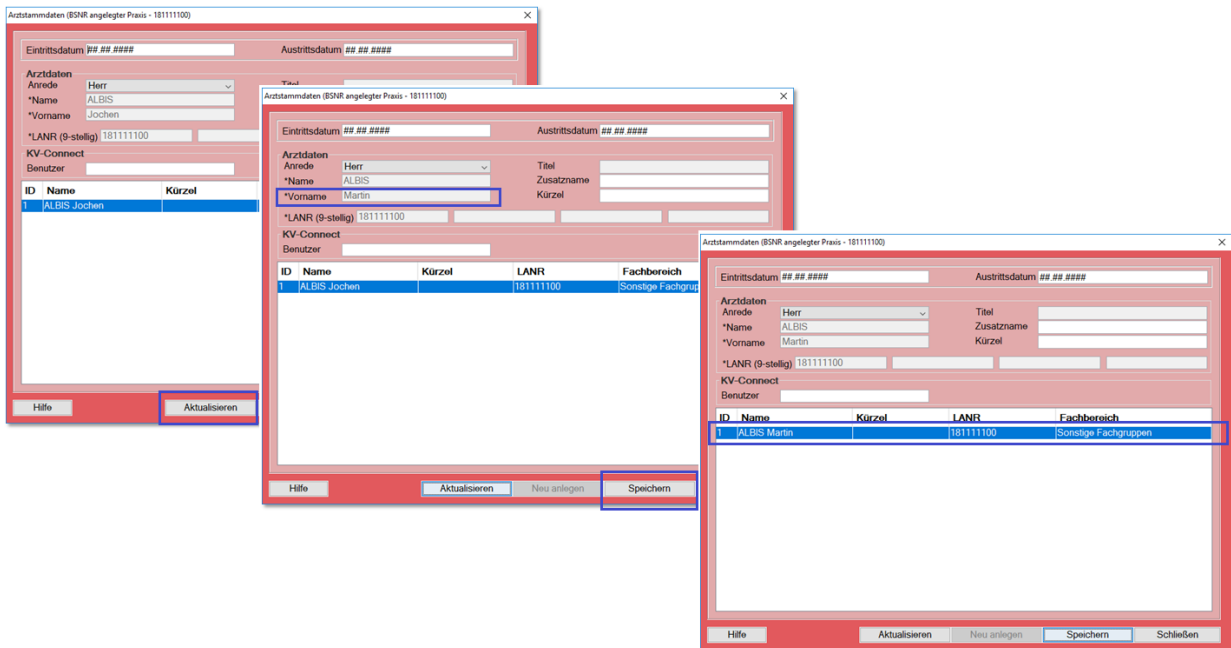 Arztstammdaten (BSNR angelegter Praxis - 181111100)
Eintrittsdatum ##.##.#### Austrittsdatum ##.##.####
Arztdaten
Anrede Herr
*Name ALBIS
*Vorname Jochen
*LANR (9-stellig) 181111100
KV-Connect
Benutzer
ID Name Kürzel
1 ALBIS Jochen
Hilfe Aktualisieren
Arztstammdaten (BSNR angelegter Praxis - 181111100)
Eintrittsdatum ##.##.#### Austrittsdatum ##.##.####
Arztdaten
Anrede Herr Titel
*Name ALBIS Zusatzname
*Vorname Martin Kürzel
*LANR (9-stellig) 181111100
KV-Connect
Benutzer
ID Name Kürzel LANR Fachbereich
1 ALBIS Jochen 181111100 Sonstige Fachgrup
Hilfe Aktualisieren Neu anlegen Speichern
Arztstammdaten (BSNR angelegter Praxis - 181111100)
Eintrittsdatum ##.##.#### Austrittsdatum ##.##.####
Arztdaten
Anrede Herr Titel
*Name ALBIS Zusatzname
*Vorname Martin Kürzel
*LANR (9-stellig) 181111100
KV-Connect
Benutzer
ID Name Kürzel LANR Fachbereich
1 ALBIS Martin 181111100 Sonstige Fachgruppen
Hilfe Aktualisieren Neu anlegen Speichern Schließen